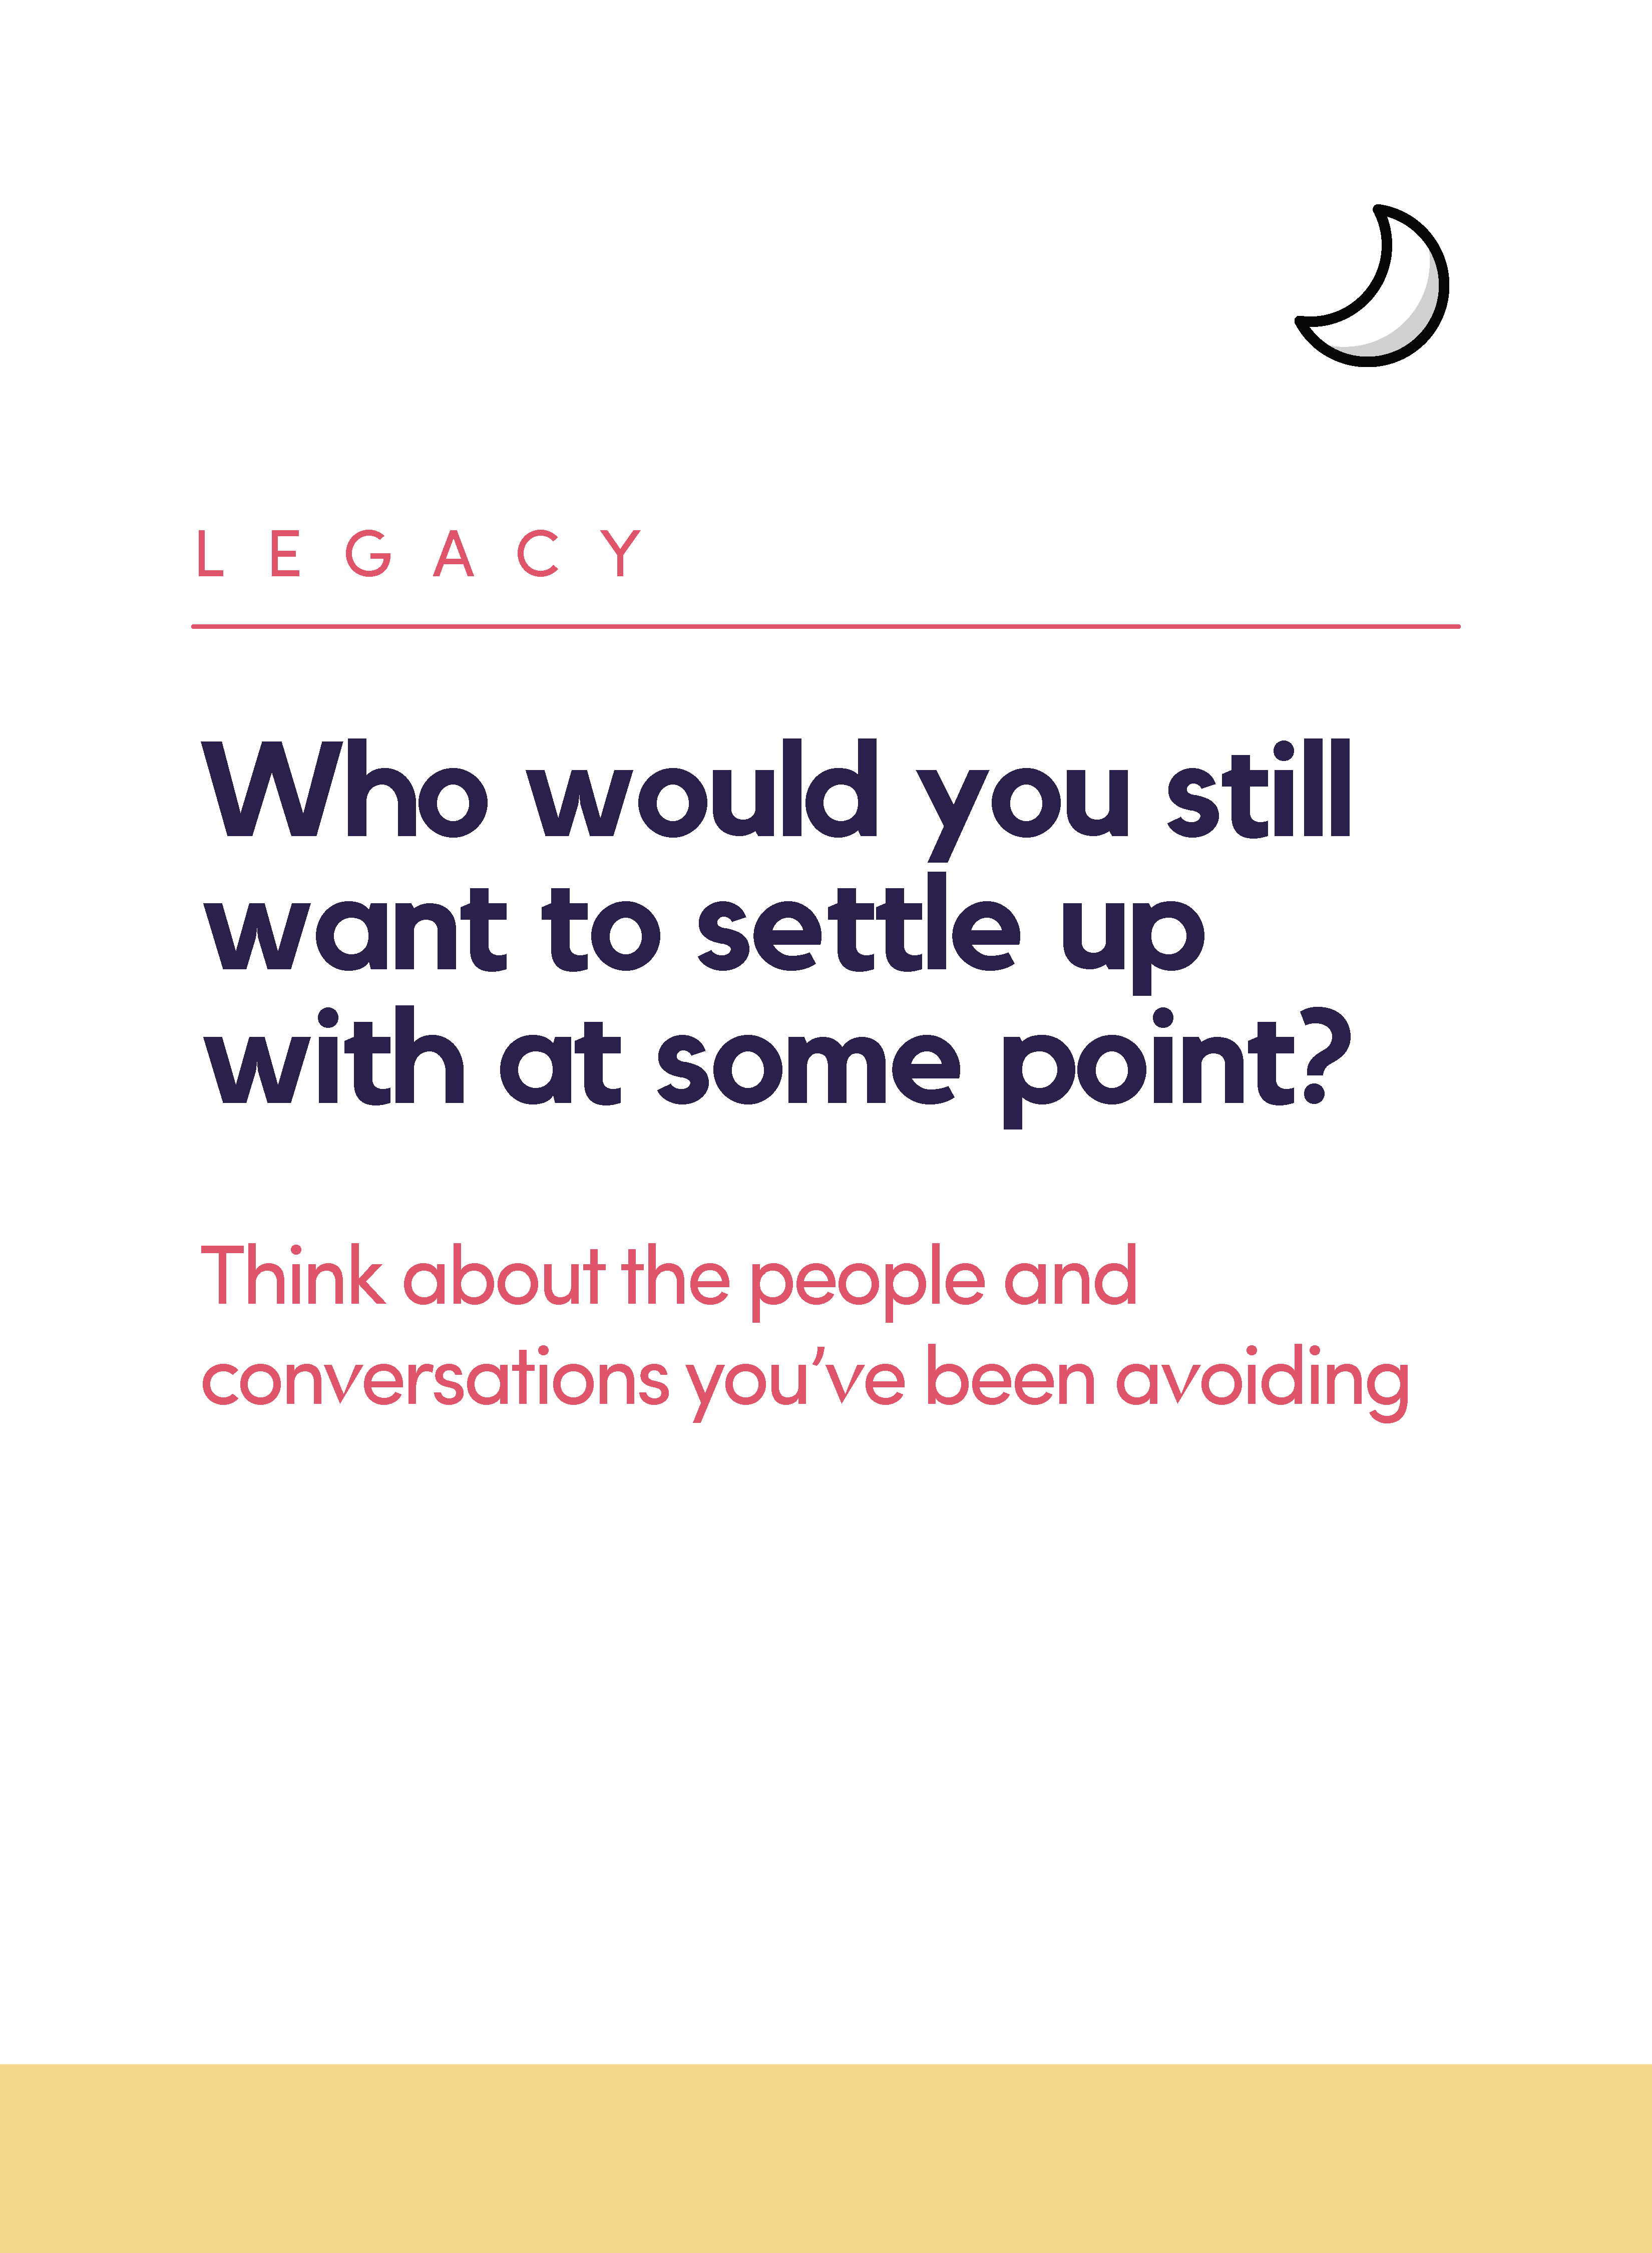 LEGACY
Who would you still
want to settle up
with at some point?
Think about the people and
conversations you’ve been avoiding